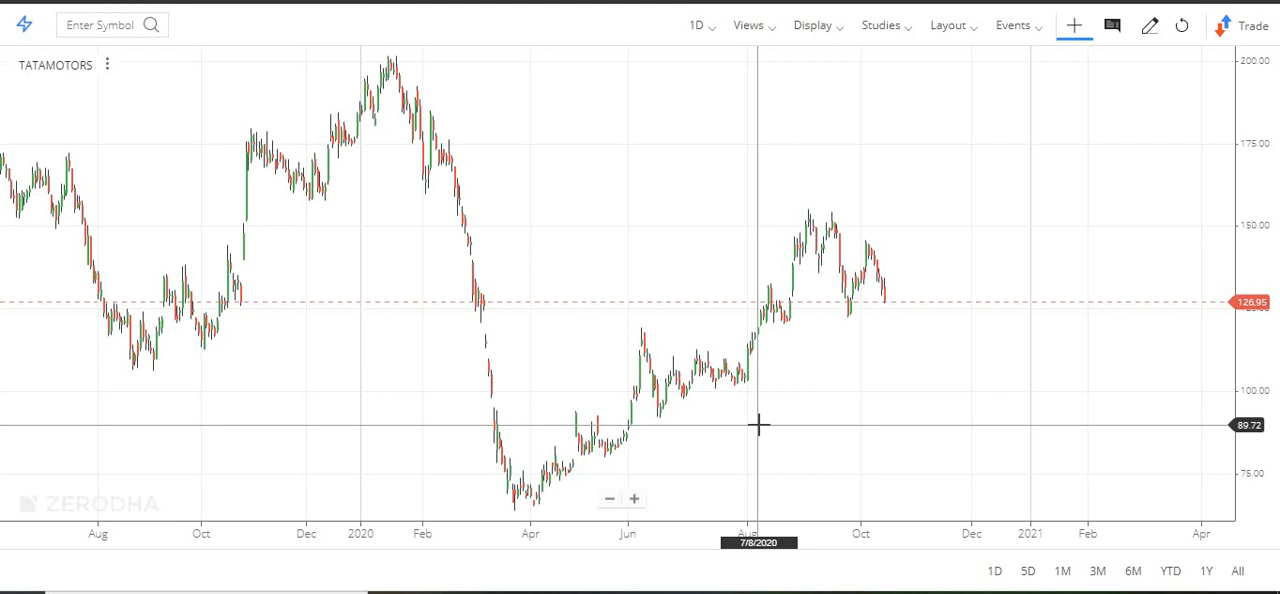 Enter Symbol 1D Views Display Studies Layout Events Trade
TATAMOTORS
200.00
175.00
150.00
126.95
100.00
89.72
75.00
ZERODHA
Aug Oct Dec 2020 Feb Apr Jun Aug Oct Dec 2021 Feb Apr
7/8/2020
1D 5D 1M 3M 6M YTD 1Y All